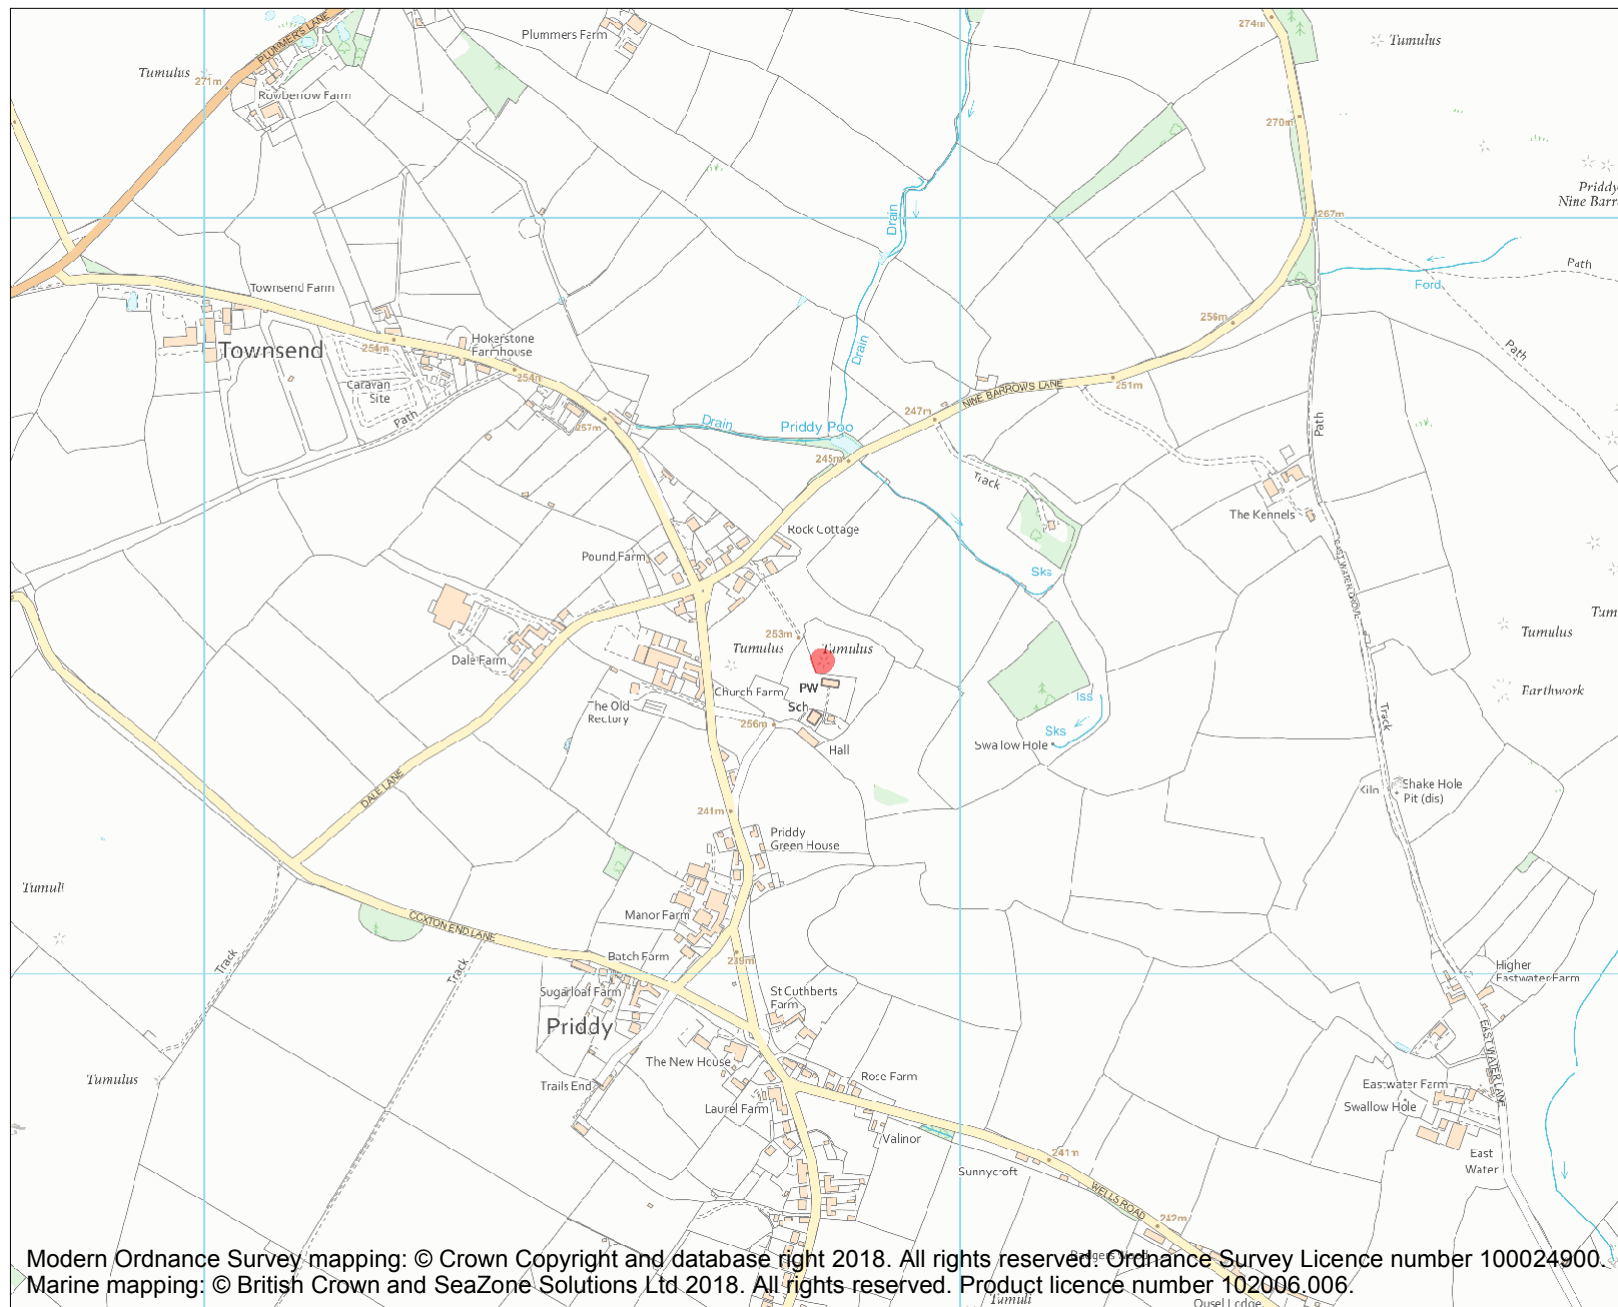 PLUMMER'S LANE
Plummers Farm
274m
Tumulus
Tumulus
271m
Rowberrow Farm
270m
Priddy
Nine Barr
Drain
267m
Path
Ford
Townsend Farm
256m
Townsend
254m
Hokerstone
Farmhouse
Drain
Path
Caravan
Site
254m
251m
NINE BARROWS LANE
Path
247m
257m
Drain
Priddy Poo
Path
245m
Track
The Kennels
Rock Cottage
Pound Farm
Sks
EASTWATER DROVE
Tum
253m
Tumulus
Tumulus
Tumulus
Dale Farm
Church Farm
PW
Sch
Iss
Earthwork
The Old
Rectory
256m
Sks
Track
Hall
Swallow Hole
DALE LANE
Kiln
Shake Hole
Pit (dis)
241m
Priddy
Green House
Tumuli
Manor Farm
COXTON END LANE
Track
Track
Batch Farm
239m
Higher
Eastwater Farm
Sugarloaf Farm
St Cuthberts
Farm
Priddy
EASTWATER LANE
The New House
Tumulus
Trails End
Rose Farm
Eastwater Farm
Swallow Hole
Laurel Farm
Valinor
East
Water
241m
Sunnycroft
WELLS ROAD
242m
Modern Ordnance Survey mapping: © Crown Copyright and database right 2018. All rights reserved. Ordnance Survey Licence number 100024900.
Marine mapping: © British Crown and SeaZone Solutions Ltd 2018. All rights reserved. Product licence number 102006.006.
Tumuli
Ousel Lodge